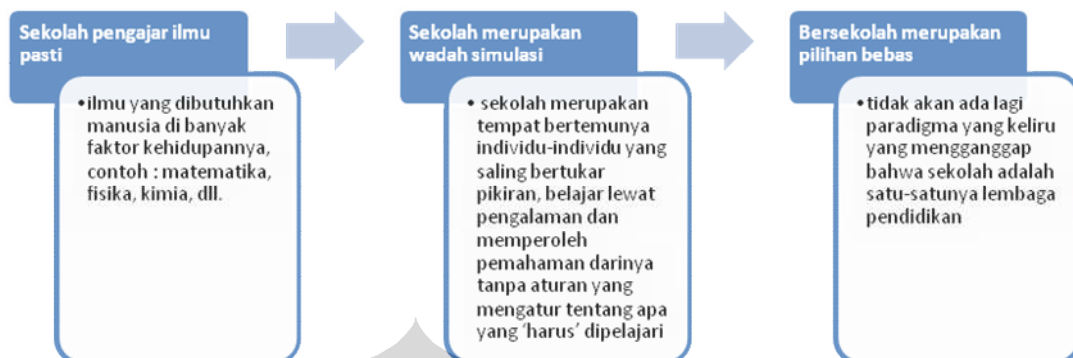 Sekolah pengajar ilmu
pasti
•ilmu yang dibutuhkan
manusia di banyak
faktor kehidupannya,
contoh : matematika,
fisika, kimia, dll.
Sekolah merupakan
wadah simulasi
• sekolah merupakan
tempat bertemunya
individu-individu yang
saling bertukar
pikiran, belajar lewat
pengalaman dan
memperoleh
pemahaman darinya
tanpa aturan yang
mengatur tentang apa
yang ‘harus’ dipelajari
Bersekolah merupakan
pilihan bebas
•tidak akan ada lagi
paradigma yang keliru
yang mengganggap
bahwa sekolah adalah
satu-satunya lembaga
pendidikan